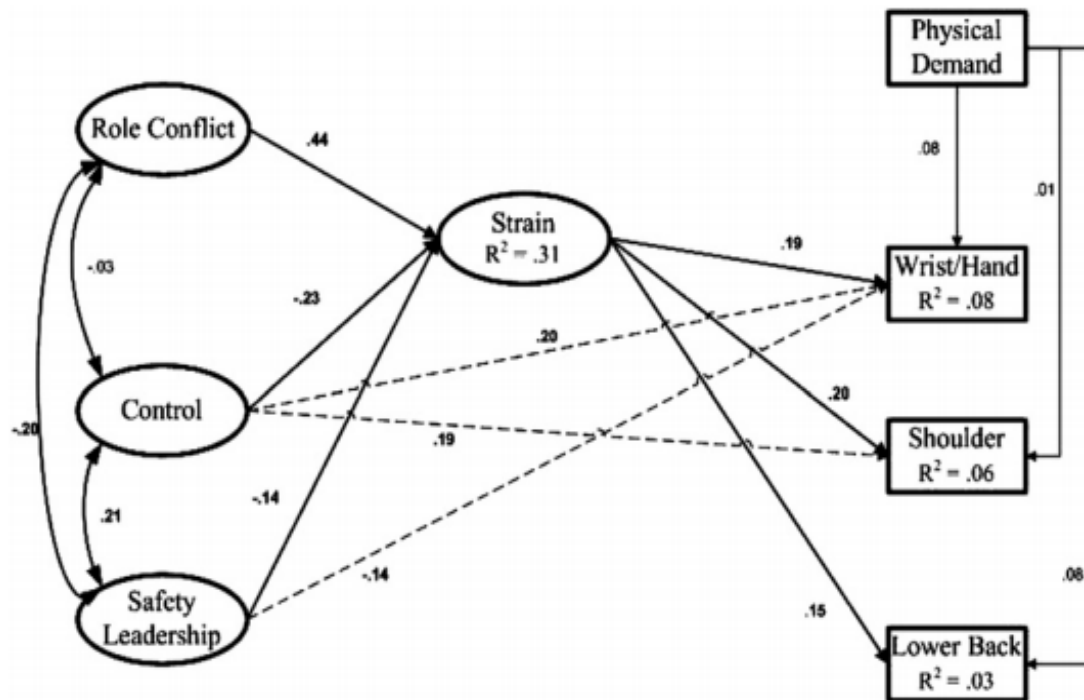 Physical
Demand
Role Conflict
.44
.08
.01
Strain
R² = .31
.19
Wrist/Hand
R² = .08
-.03
-.23
.20
Control
.20
-.20
.19
Shoulder
R² = .06
-.14
.21
-.14
.08
Safety
Leadership
.15
Lower Back
R² = .03